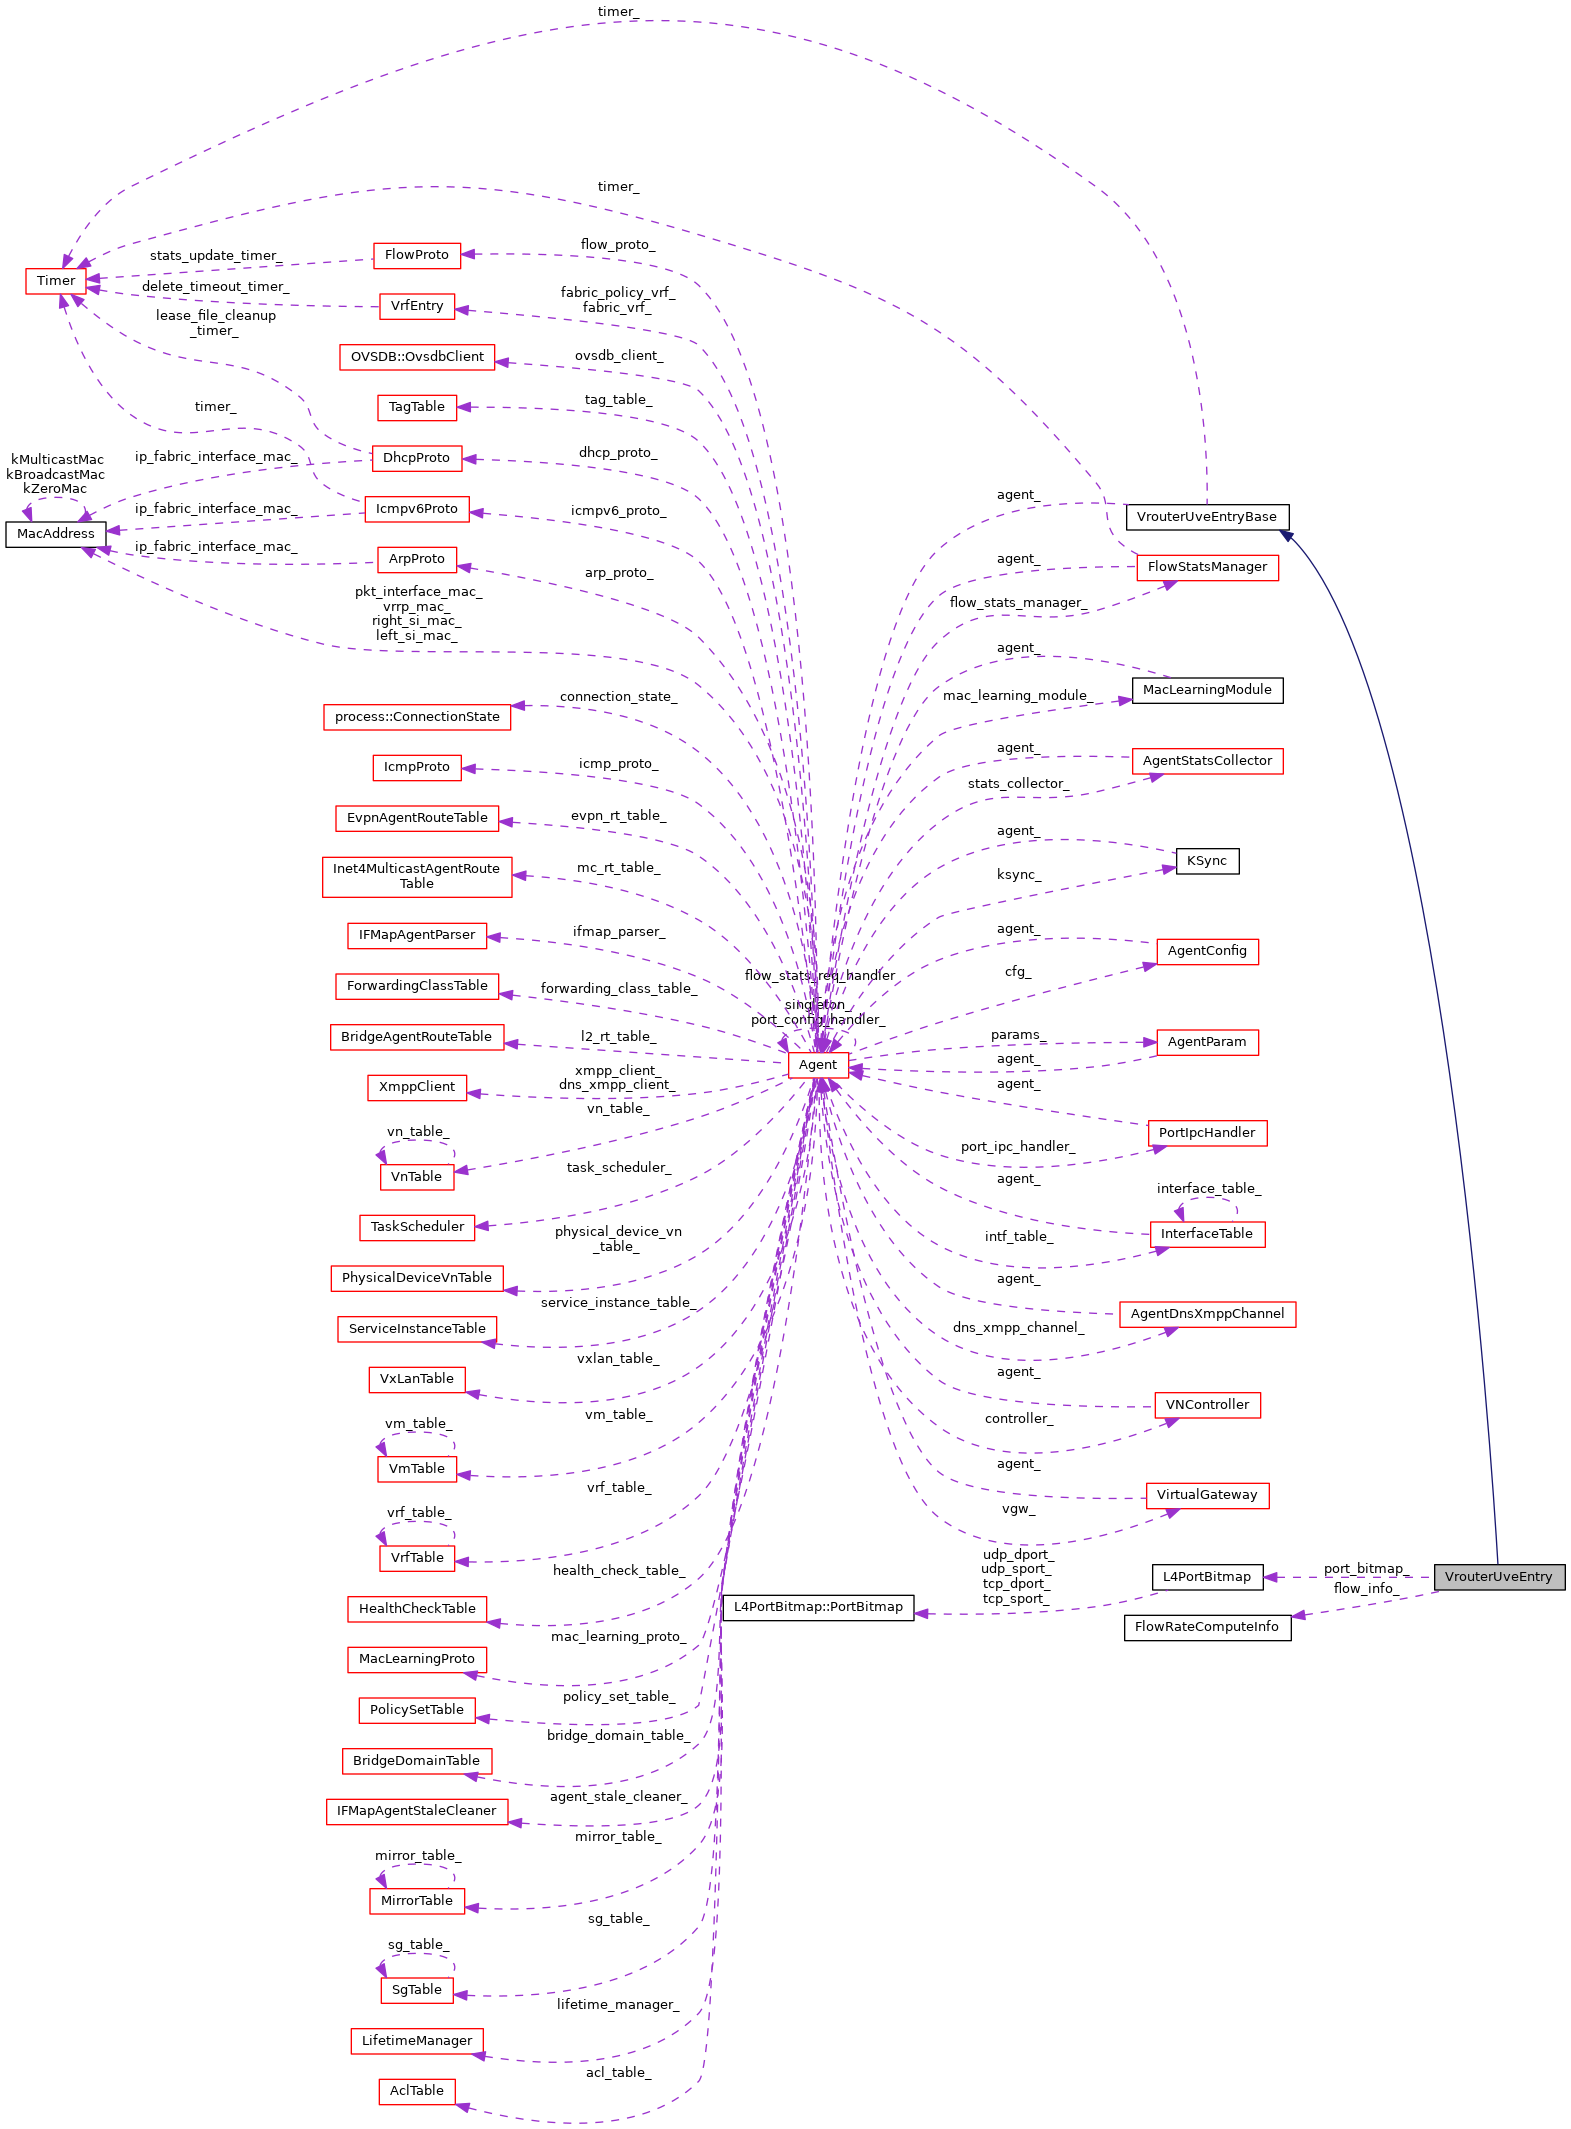 timer_
timer_
flow_proto_
FlowProto
stats_update_timer_
Timer
delete_timeout_timer_
fabric_policy_vrf_
fabric_vrf_
VrfEntry
lease_file_cleanup
_timer_
OVSDB::OvsdbClient
ovsdb_client_
TagTable
tag_table_
timer_
DhcpProto
dhcp_proto_
kMulticastMac
kBroadcastMac
kZeroMac
ip_fabric_interface_mac_
agent_
Icmpv6Proto
icmpv6_proto_
ip_fabric_interface_mac_
VrouterUveEntryBase
MacAddress
ip_fabric_interface_mac_
ArpProto
arp_proto_
agent_
FlowStatsManager
pkt_interface_mac_
vrrp_mac_
right_si_mac_
left_si_mac_
flow_stats_manager_
agent_
MacLearningModule
connection_state_
mac_learning_module_
process::ConnectionState
agent_
AgentStatsCollector
IcmpProto
icmp_proto_
stats_collector_
EvpnAgentRouteTable
evpn_rt_table_
agent_
KSync
Inet4MulticastAgentRoute
Table
mc_rt_table_
ksync_
IFMapAgentParser
ifmap_parser_
agent_
AgentConfig
flow_stats_req_handler
_
singleton_
port_config_handler_
cfg_
ForwardingClassTable
forwarding_class_table_
BridgeAgentRouteTable
l2_rt_table_
params_
AgentParam
agent_
Agent
xmpp_client_
dns_xmpp_client_
XmppClient
agent_
vn_table_
PortIpcHandler
vn_table_
port_ipc_handler_
VnTable
task_scheduler_
agent_
interface_table_
TaskScheduler
InterfaceTable
physical_device_vn
_table_
intf_table_
PhysicalDeviceVnTable
agent_
service_instance_table_
AgentDnsXmppChannel
ServiceInstanceTable
dns_xmpp_channel_
vxlan_table_
agent_
VxLanTable
VNController
vm_table_
vm_table_
controller_
VmTable
agent_
vrf_table_
VirtualGateway
vrf_table_
vgw_
VrfTable
udp_dport_
udp_sport_
tcp_dport_
tcp_sport_
health_check_table_
L4PortBitmap
port_bitmap_
VrouterUveEntry
flow_info_
HealthCheckTable
L4PortBitmap::PortBitmap
FlowRateComputeInfo
mac_learning_proto_
MacLearningProto
policy_set_table_
PolicySetTable
bridge_domain_table_
BridgeDomainTable
agent_stale_cleaner_
IFMapAgentStaleCleaner
mirror_table_
mirror_table_
MirrorTable
sg_table_
sg_table_
SgTable
lifetime_manager_
LifetimeManager
acl_table_
AclTable